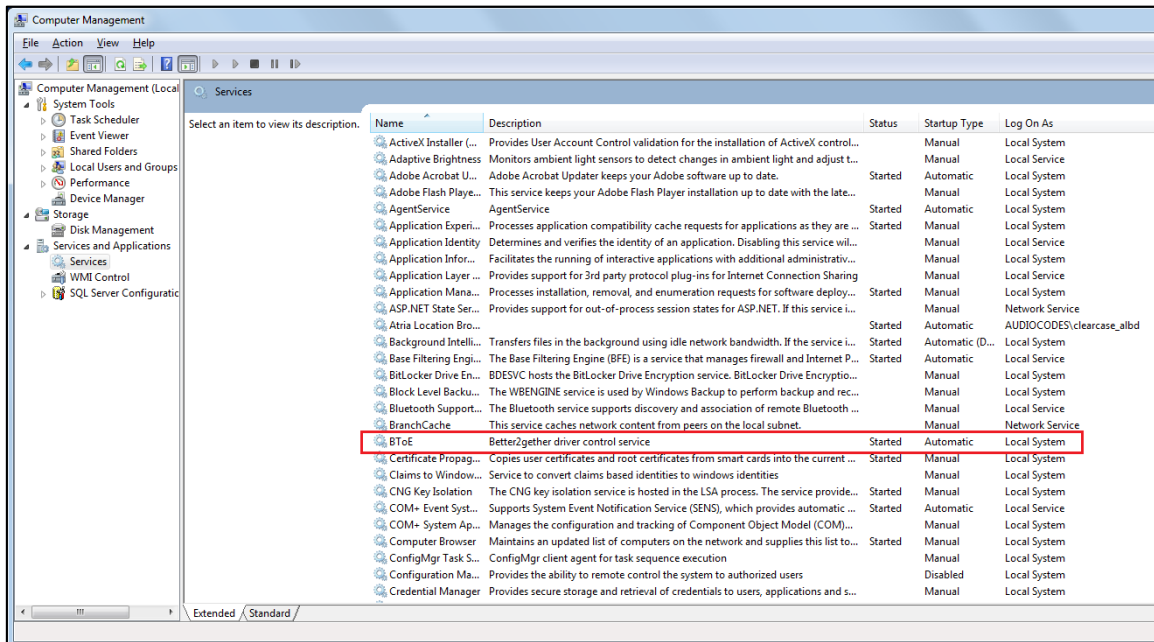 Computer Management
File Action View Help
Computer Management (Local
System Tools
Task Scheduler
Event Viewer
Shared Folders
Local Users and Groups
Performance
Device Manager
Storage
Disk Management
Services and Applications
Services
WMI Control
SQL Server Configuratic
Services
Select an item to view its description.
Name Description Status Startup Type Log On As
ActiveX Installer (... Provides User Account Control validation for the installation of ActiveX control... Manual Local System
Adaptive Brightness Monitors ambient light sensors to detect changes in ambient light and adjust t... Manual Local Service
Adobe Acrobat U... Adobe Acrobat Updater keeps your Adobe software up to date. Started Automatic Local System
Adobe Flash Playe... This service keeps your Adobe Flash Player installation up to date with the late... Manual Local System
AgentService AgentService Started Automatic Local System
Application Experi... Processes application compatibility cache requests for applications as they are ... Started Manual Local System
Application Identity Determines and verifies the identity of an application. Disabling this service wil... Manual Local Service
Application Infor... Facilitates the running of interactive applications with additional administrativ... Manual Local System
Application Layer ... Provides support for 3rd party protocol plug-ins for Internet Connection Sharing Manual Local Service
Application Mana... Processes installation, removal, and enumeration requests for software deploy... Started Manual Local System
ASP.NET State Ser... Provides support for out-of-process session states for ASP.NET. If this service i... Manual Network Service
Atria Location Bro... Started Automatic AUDIOCODES\clearcase_albd
Background Intelli... Transfers files in the background using idle network bandwidth. If the service i... Started Automatic (D... Local System
Base Filtering Engi... The Base Filtering Engine (BFE) is a service that manages firewall and Internet P... Started Automatic Local Service
BitLocker Drive En... BDESVC hosts the BitLocker Drive Encryption service. BitLocker Drive Encryptio... Manual Local System
Block Level Backu... The WBENGINE service is used by Windows Backup to perform backup and rec... Manual Local System
Bluetooth Support... The Bluetooth service supports discovery and association of remote Bluetooth ... Manual Local Service
BranchCache This service caches network content from peers on the local subnet. Manual Network Service
BToE Better2gether driver control service Started Automatic Local System
Certificate Propag... Copies user certificates and root certificates from smart cards into the current ... Started Manual Local System
Claims to Window... Service to convert claims based identities to windows identities Manual Local System
CNG Key Isolation The CNG key isolation service is hosted in the LSA process. The service provide... Started Manual Local System
COM+ Event Syst... Supports System Event Notification Service (SENS), which provides automatic ... Started Automatic Local Service
COM+ System Ap... Manages the configuration and tracking of Component Object Model (COM)... Manual Local System
Computer Browser Maintains an updated list of computers on the network and supplies this list to... Started Manual Local System
ConfigMgr Task S... ConfigMgr client agent for task sequence execution Manual Local System
Configuration Ma... Provides the ability to remote control the system to authorized users Disabled Local System
Credential Manager Provides secure storage and retrieval of credentials to users, applications and s... Manual Local System
Extended Standard